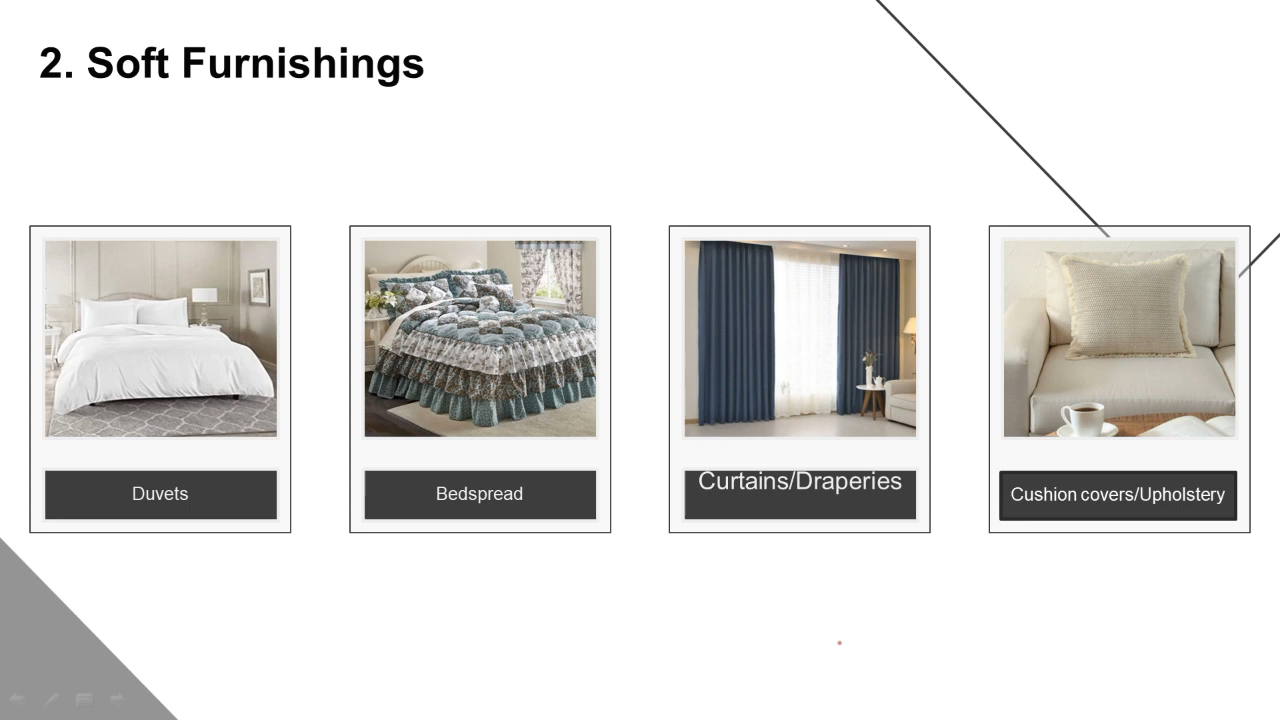 2. Soft Furnishings
Duvets
Bedspread
Curtains/Draperies
Cushion covers/Upholstery